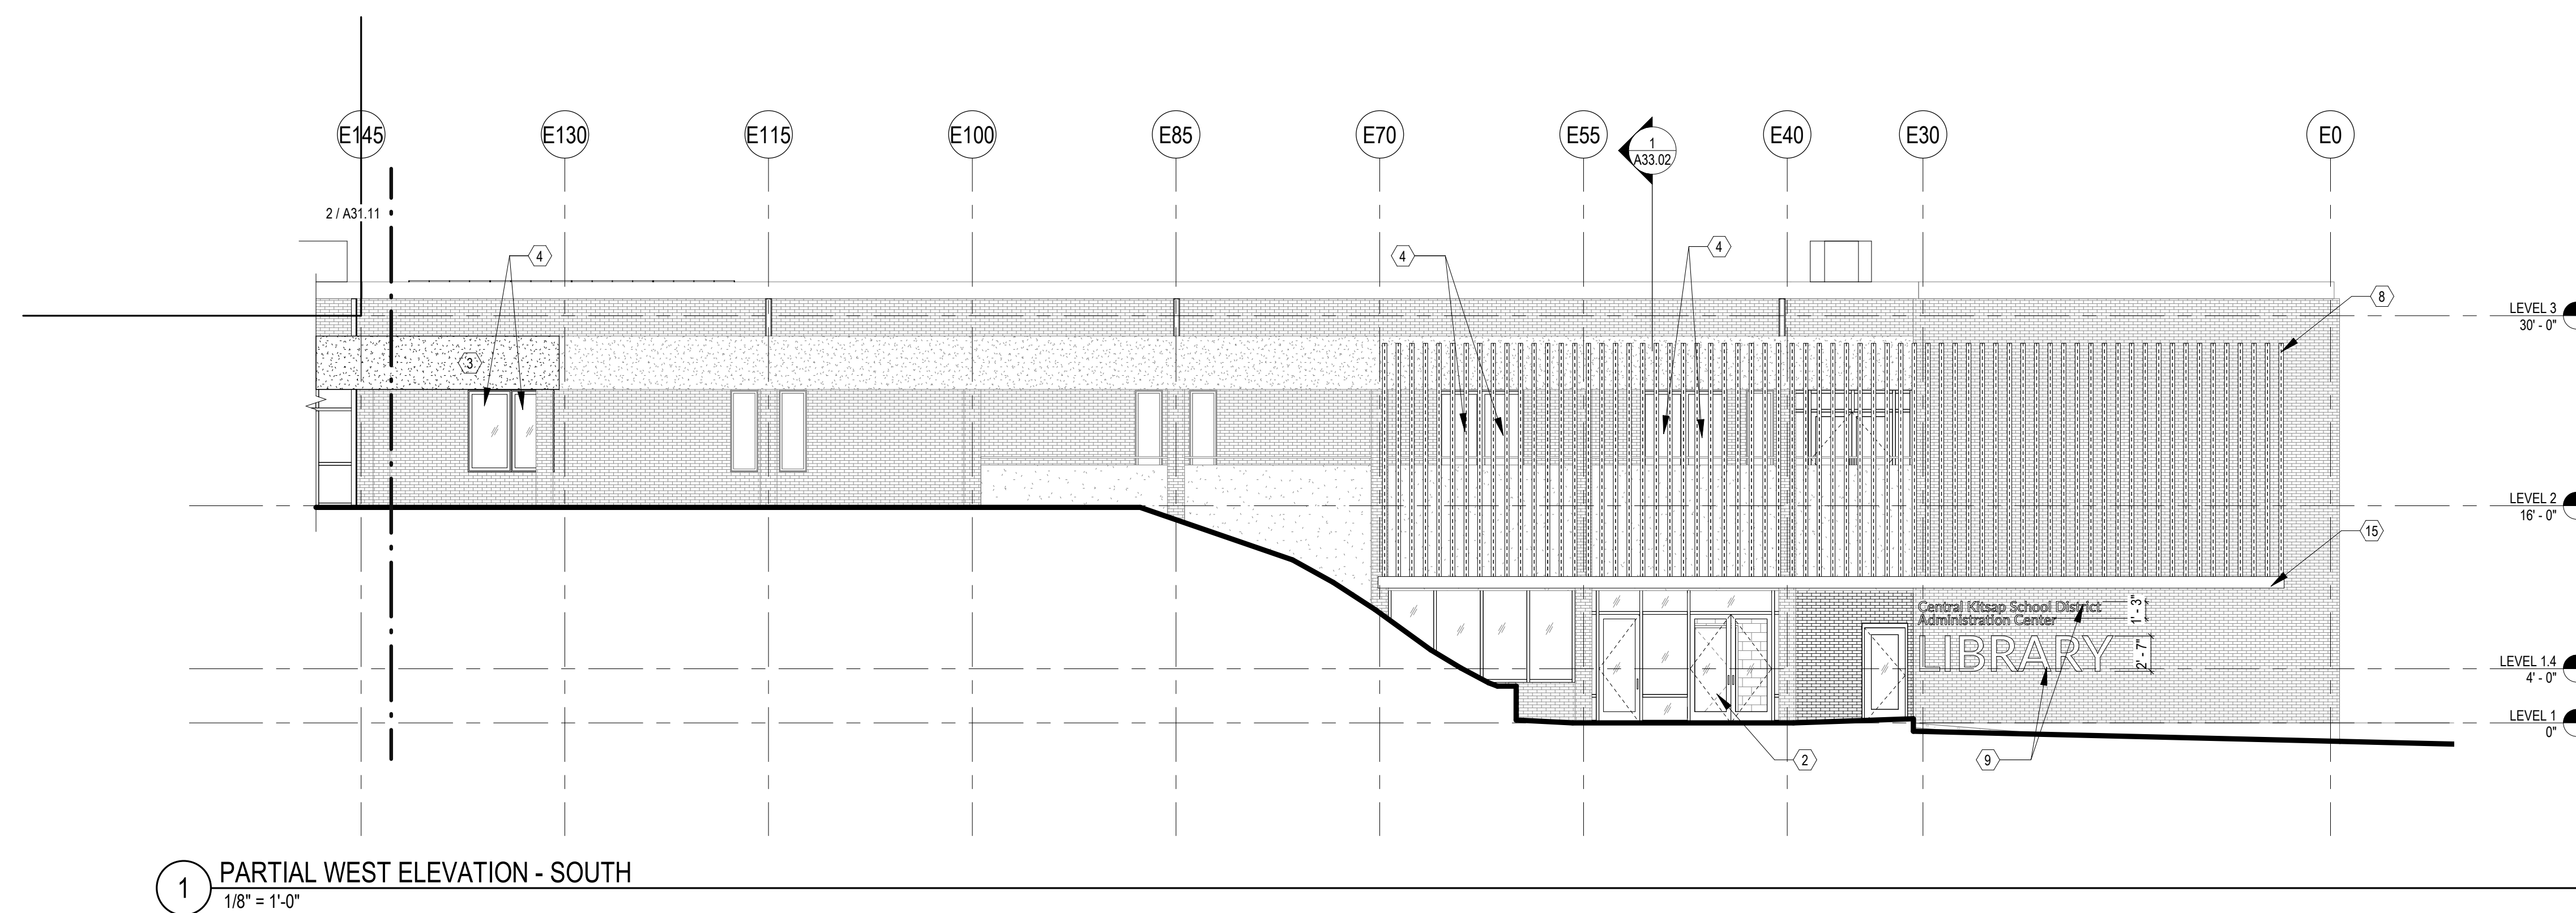 E145
E130
E115
E100
E85
E70
E55
E40
E30
E0
1
A33.02
2 / A31.11
4
4
4
8
LEVEL 3
30' - 0"
3
LEVEL 2
16' - 0"
15
Central Kitsap School District
Administration Center
1' - 3"
LIBRARY
2' - 7"
LEVEL 1.4
4' - 0"
LEVEL 1
0"
2
9
1
PARTIAL WEST ELEVATION - SOUTH
1/8" = 1'-0"